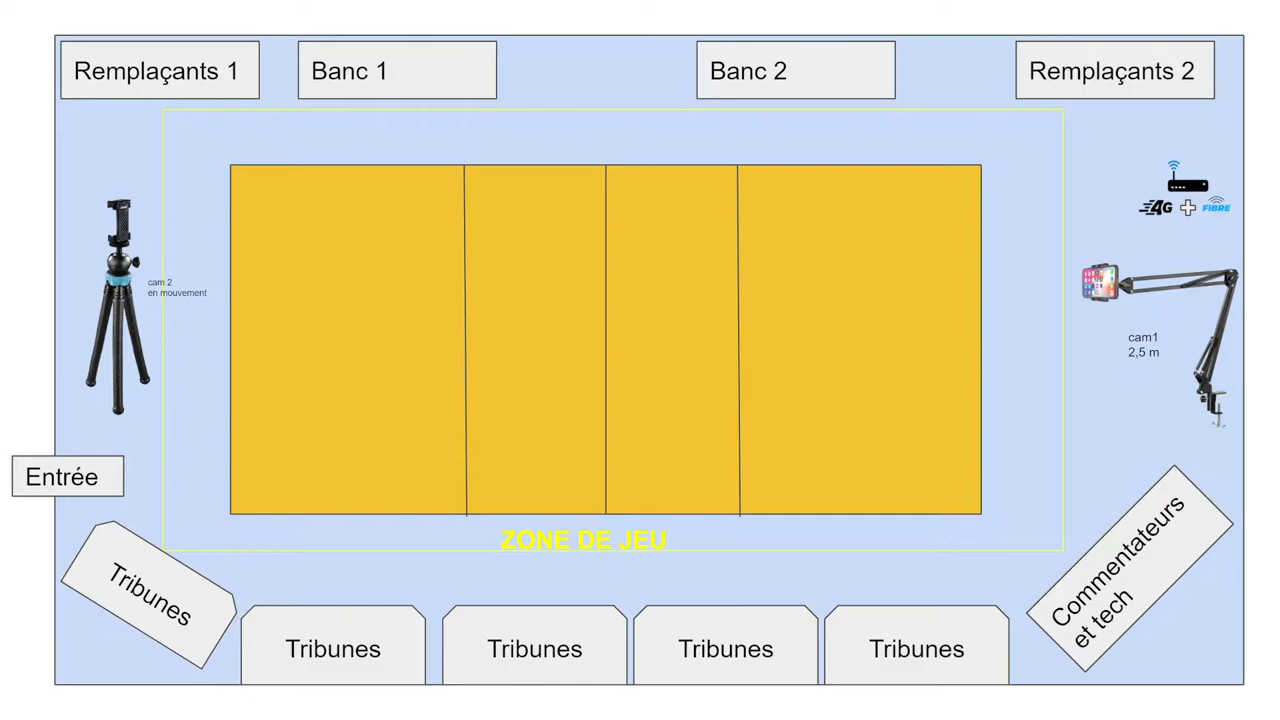 Remplaçants 1
Banc 1
Banc 2
Remplaçants 2
4G
FIBRE
cam 2
en mouvement
cam1
2,5 m
Entrée
ZONE DE JEU
Tribunes
Tribunes
Tribunes
Tribunes
Tribunes
Commentateurs
et tech